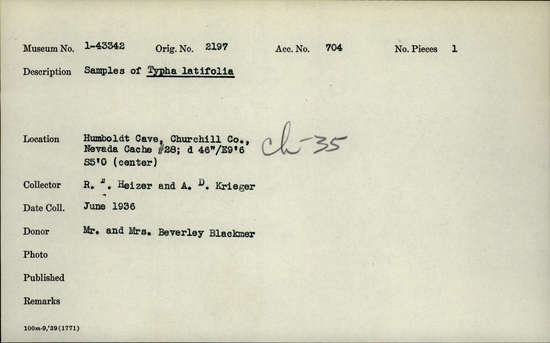 Museum No. 1-43342 Orig. No. 2197 Acc. No. 704 No. Pieces 1
Description Samples of Typha latifolia
Location Humboldt Cave, Churchill Co.,
Nevada Cache #28; d 46"/E9'6
S5'0 (center)
Ch-35
Collector R. F. Heizer and A. D. Krieger
Date Coll. June 1936
Donor Mr. and Mrs. Beverley Blackmer
Photo
Published
Remarks
100m-9,'39(1771)